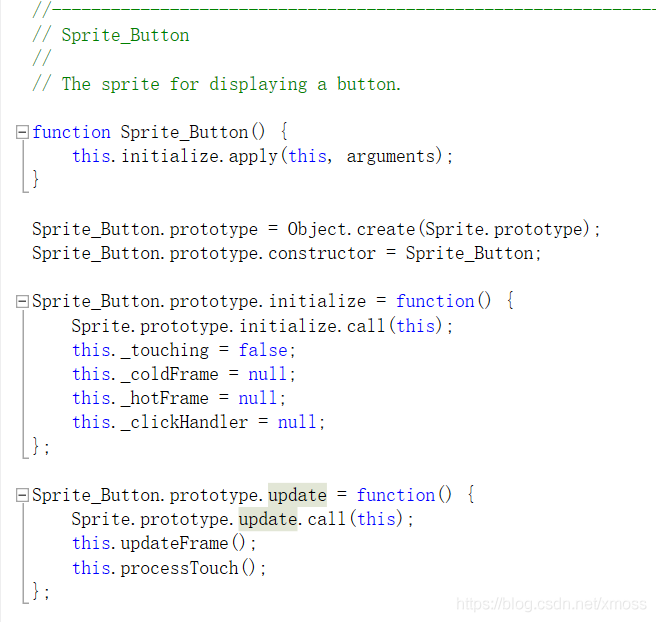 //-------------------------------------------------------------
// Sprite_Button
//
// The sprite for displaying a button.
function Sprite_Button() {
    this.initialize.apply(this, arguments);
}
Sprite_Button.prototype = Object.create(Sprite.prototype);
Sprite_Button.prototype.constructor = Sprite_Button;
Sprite_Button.prototype.initialize = function() {
    Sprite.prototype.initialize.call(this);
    this._touching = false;
    this._coldFrame = null;
    this._hotFrame = null;
    this._clickHandler = null;
};
Sprite_Button.prototype.update = function() {
    Sprite.prototype.update.call(this);
    this.updateFrame();
    this.processTouch();
};
https://blog.csdn.net/xmoss